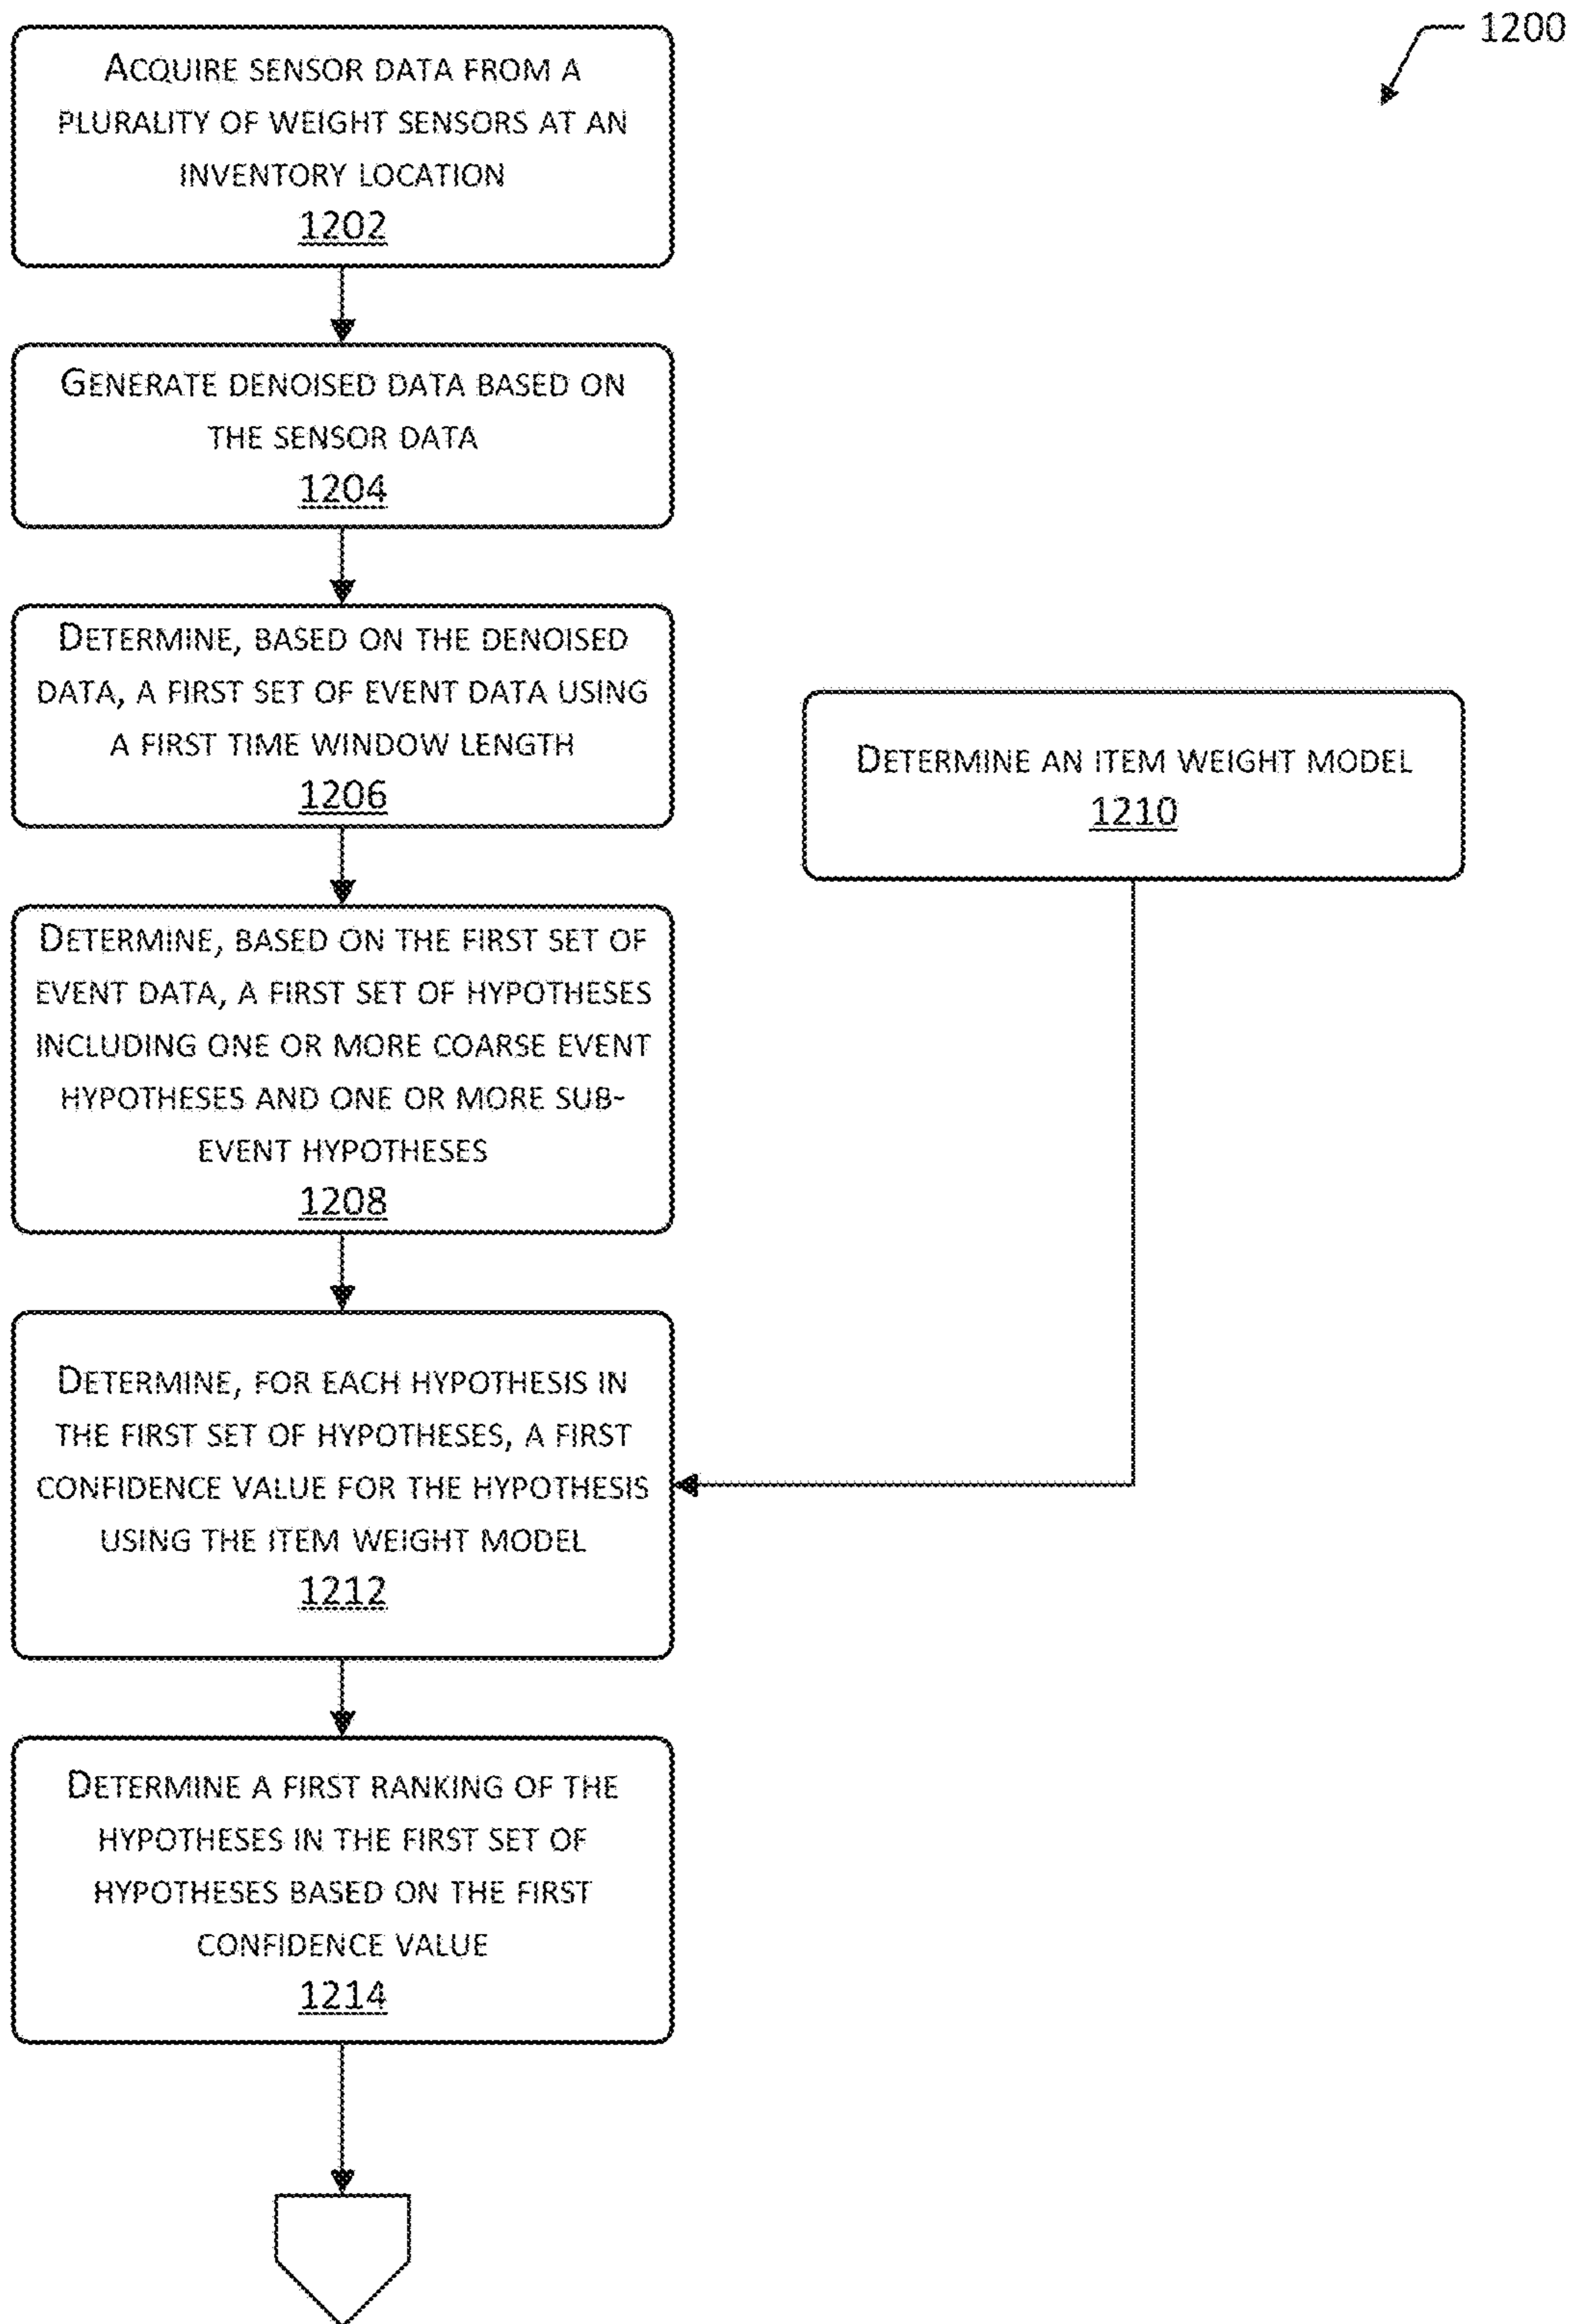 1200
ACQUIRE SENSOR DATA FROM A
PLURALITY OF WEIGHT SENSORS AT AN
INVENTORY LOCATION
1202
GENERATE DENOISED DATA BASED ON
THE SENSOR DATA
1204
DETERMINE, BASED ON THE DENOISED
DATA, A FIRST SET OF EVENT DATA USING
A FIRST TIME WINDOW LENGTH
1206
DETERMINE, BASED ON THE FIRST SET OF
EVENT DATA, A FIRST SET OF HYPOTHESES
INCLUDING ONE OR MORE COARSE EVENT
HYPOTHESES AND ONE OR MORE SUB-
EVENT HYPOTHESES
1208
DETERMINE AN ITEM WEIGHT MODEL
1210
DETERMINE, FOR EACH HYPOTHESIS IN
THE FIRST SET OF HYPOTHESES, A FIRST
CONFIDENCE VALUE FOR THE HYPOTHESIS
USING THE ITEM WEIGHT MODEL
1212
DETERMINE A FIRST RANKING OF THE
HYPOTHESES IN THE FIRST SET OF
HYPOTHESES BASED ON THE FIRST
CONFIDENCE VALUE
1214